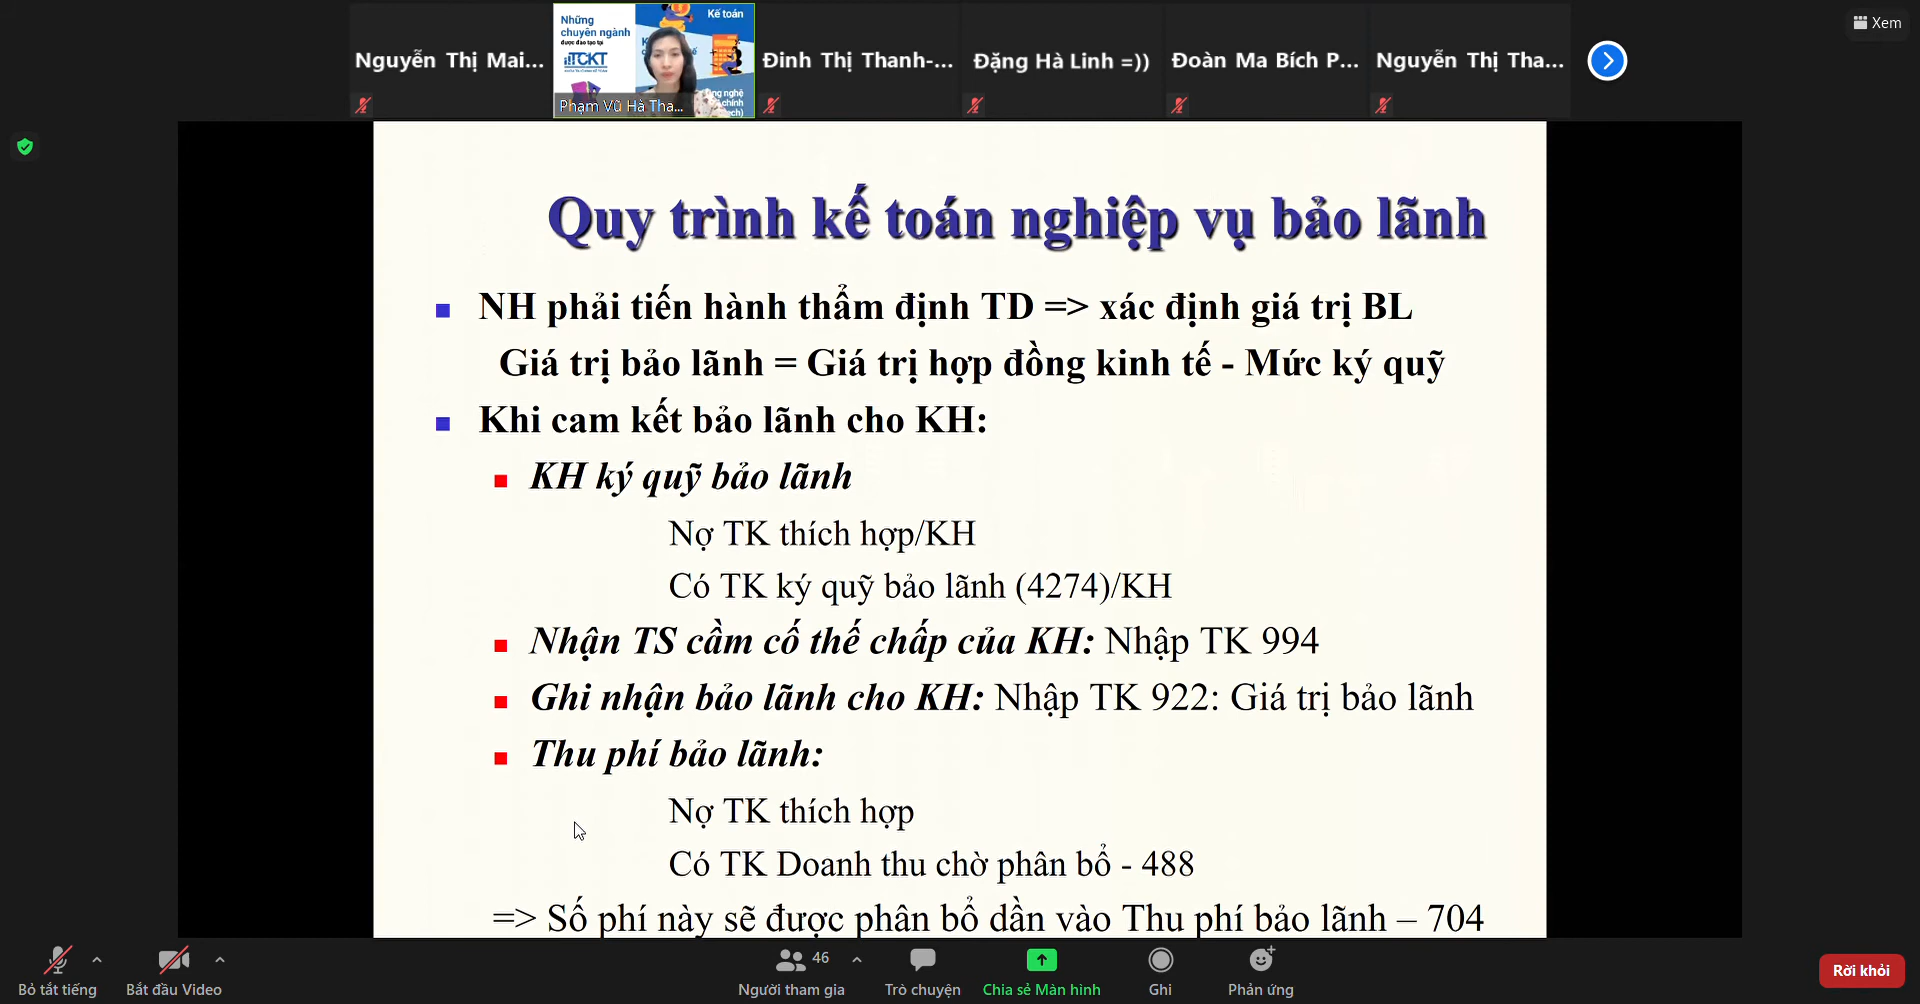 Xem
Nguyễn Thị Mai...
Những
chuyên ngành
được đào tạo tại
TCKT
Kế toán
Phạm Vũ Hà Tha...
Đinh Thị Thanh-...
Đặng Hà Linh =))
Đoàn Ma Bích P...
Nguyễn Thị Tha...
Quy trình kế toán nghiệp vụ bảo lãnh
NH phải tiến hành thẩm định TD => xác định giá trị BL
Giá trị bảo lãnh = Giá trị hợp đồng kinh tế - Mức ký quỹ
Khi cam kết bảo lãnh cho KH:
KH ký quỹ bảo lãnh
Nợ TK thích hợp/KH
Có TK ký quỹ bảo lãnh (4274)/KH
Nhận TS cầm cố thế chấp của KH: Nhập TK 994
Ghi nhận bảo lãnh cho KH: Nhập TK 922: Giá trị bảo lãnh
Thu phí bảo lãnh:
Nợ TK thích hợp
Có TK Doanh thu chờ phân bổ - 488
=> Số phí này sẽ được phân bổ dần vào Thu phí bảo lãnh – 704
Bỏ tắt tiếng
Bắt đầu Video
46
Người tham gia
Trò chuyện
Chia sẻ Màn hình
Ghi
Phản ứng
Rời khỏi